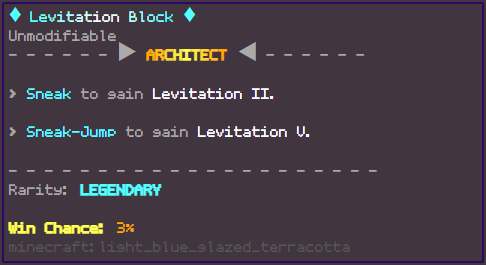 ♦ Levitation Block ♦
Unmodifiable
- - - - - - ▶ ARCHITECT ◀ - - - - - -
> Sneak to gain Levitation II.
> Sneak-Jump to gain Levitation V.
- - - - - - - - - - - - - - - - - - - - - -
Rarity: LEGENDARY
Win Chance: 3%
minecraft:light_blue_glazed_terracotta